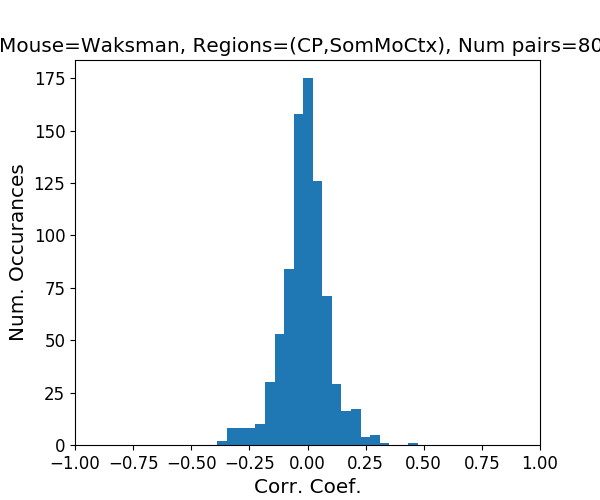 Mouse=Waksman, Regions=(CP,SomMoCtx), Num pairs=80
175
150
125
100
75
50
25
0
Num. Occurances
−1.00 −0.75 −0.50 −0.25 0.00 0.25 0.50 0.75 1.00
Corr. Coef.